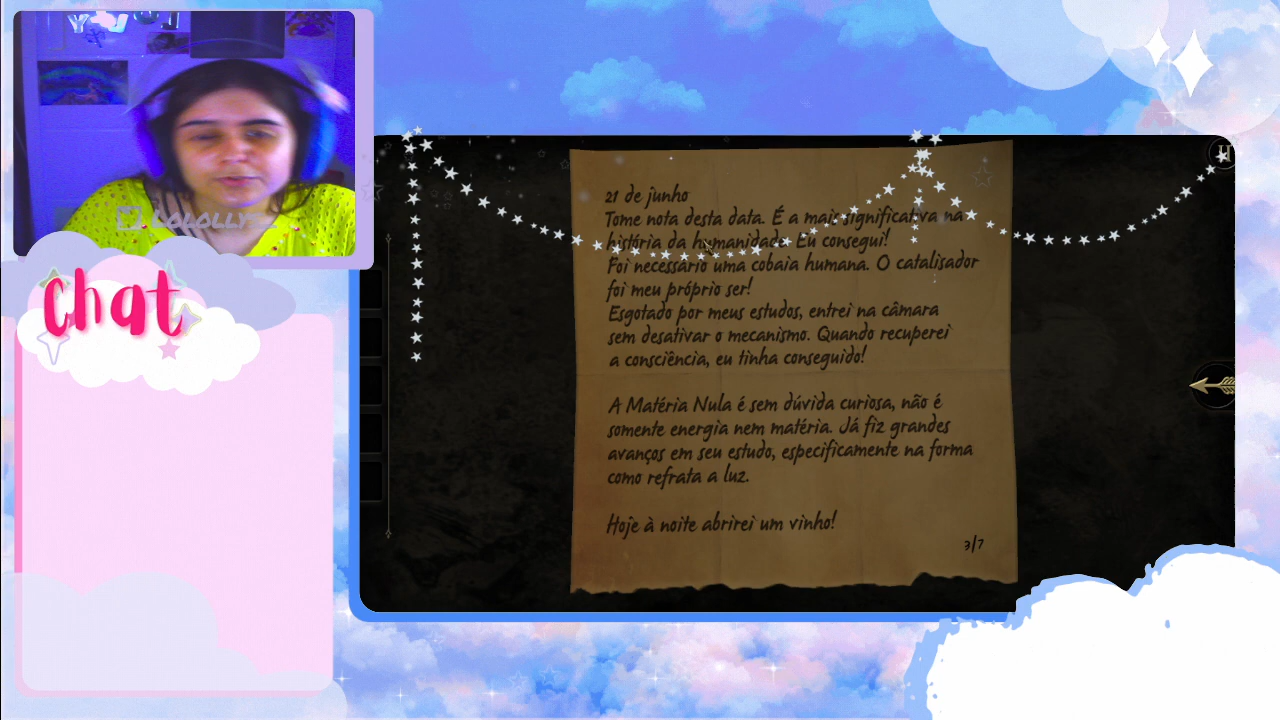 Lolollys_
Chat
21 de junho
Tome nota desta data. É a mais significativa na
história da humanidade. Eu consegui!
Foi necessário uma cobaia humana. O catalisador
foi meu próprio ser!
Esgotado por meus estudos, entrei na câmara
sem desativar o mecanismo. Quando recuperei
a consciência, eu tinha conseguido!
A Matéria Nula é sem dúvida curiosa, não é
somente energia nem matéria. Já fiz grandes
avanços em seu estudo, especificamente na forma
como refrata a luz.
Hoje à noite abrirei um vinho!
3/7